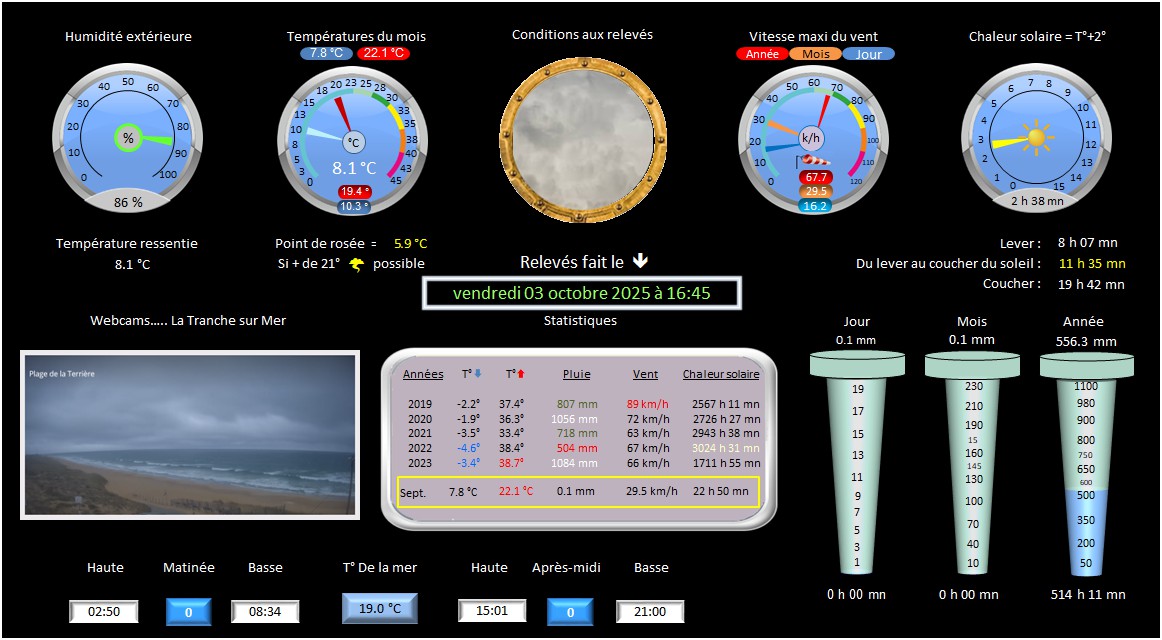 Humidité extérieure
Températures du mois
Conditions aux relevés
Vitesse maxi du vent
Chaleur solaire = T°+2°
7.8 °C 22.1 °C
Année Mois Jour
0 10 20 30 40 50 60 70 80 90 100
%
86 %
0 3 5 8 10 13 15 18 20 23 25 28 30 33 35 38 40 43 45
°C
8.1 °C
19.4 °
10.3 °
0 10 20 30 40 50 60 70 80 90 100 110 120
k/h
67.7
29.5
16.2
0 1 2 3 4 5 6 7 8 9 10 11 12 13 14 15
2 h 38 mn
Température ressentie
8.1 °C
Point de rosée = 5.9 °C
Si + de 21° possible
Relevés fait le
vendredi 03 octobre 2025 à 16:45
Lever : 8 h 07 mn
Du lever au coucher du soleil : 11 h 35 mn
Coucher : 19 h 42 mn
Webcams….. La Tranche sur Mer
Plage de la Terrière
Statistiques
Années T° T° Pluie Vent Chaleur solaire
2019 -2.2° 37.4° 807 mm 89 km/h 2567 h 11 mn
2020 -1.9° 36.3° 1056 mm 72 km/h 2726 h 27 mn
2021 -3.5° 33.4° 718 mm 63 km/h 2943 h 38 mn
2022 -4.6° 38.4° 504 mm 67 km/h 3024 h 31 mn
2023 -3.4° 38.7° 1084 mm 66 km/h 1711 h 55 mn
Sept. 7.8 °C 22.1 °C 0.1 mm 29.5 km/h 22 h 50 mn
Jour Mois Année
0.1 mm 0.1 mm 556.3 mm
19
17
15
13
11
9
7
5
3
1
230
210
190
15
160
145
130
100
70
40
10
1100
980
900
800
750
650
600
500
350
200
50
0 h 00 mn 0 h 00 mn 514 h 11 mn
Haute Matinée Basse T° De la mer Haute Après-midi Basse
02:50 0 08:34 19.0 °C 15:01 0 21:00